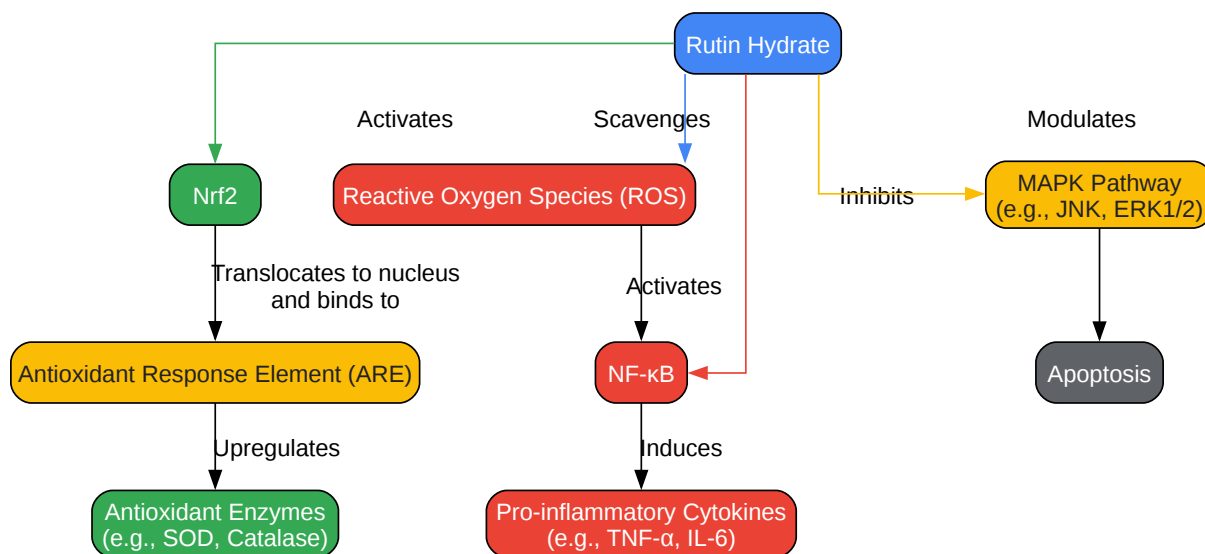 Rutin Hydrate
Activates
Scavenges
Modulates
Nrf2
Reactive Oxygen Species (ROS)
Inhibits
MAPK Pathway
(e.g., JNK, ERK1/2)
Translocates to nucleus
and binds to
Activates
Antioxidant Response Element (ARE)
NF-κB
Apoptosis
Upregulates
Induces
Antioxidant Enzymes
(e.g., SOD, Catalase)
Pro-inflammatory Cytokines
(e.g., TNF-α, IL-6)